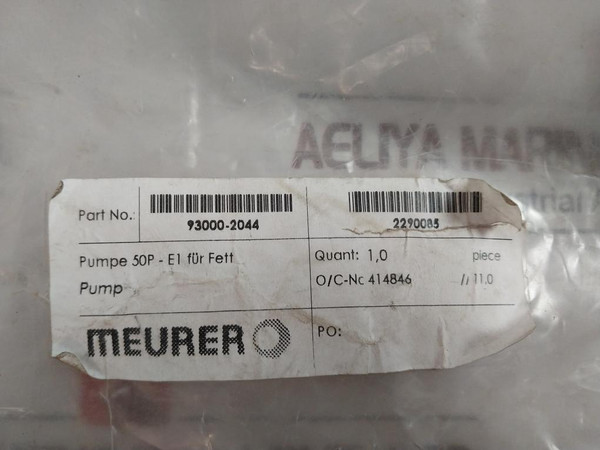 AELIYA MARIN
strial A
Part No.: 93000-2044 2290085
Pumpe 50P - E1 für Fett Quant: 1,0 piece
Pump O/C-Nc 414846 // 11.0
MEURER PO: